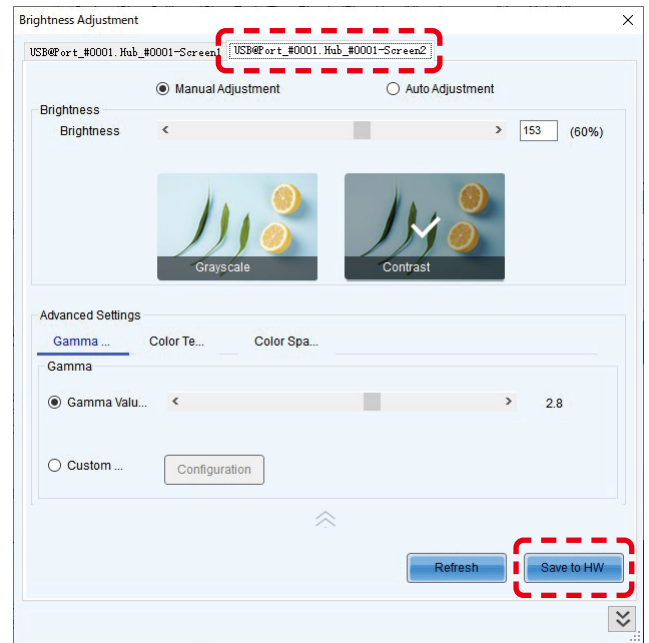 Brightness Adjustment
USB@Port_#0001.Hub_#0001-Screen1 USB@Port_#0001.Hub_#0001-Screen2
Manual Adjustment Auto Adjustment
Brightness
Brightness 153 (60%)
Grayscale Contrast
Advanced Settings
Gamma ... Color Te... Color Spa...
Gamma
Gamma Valu... 2.8
Custom ... Configuration
Refresh Save to HW